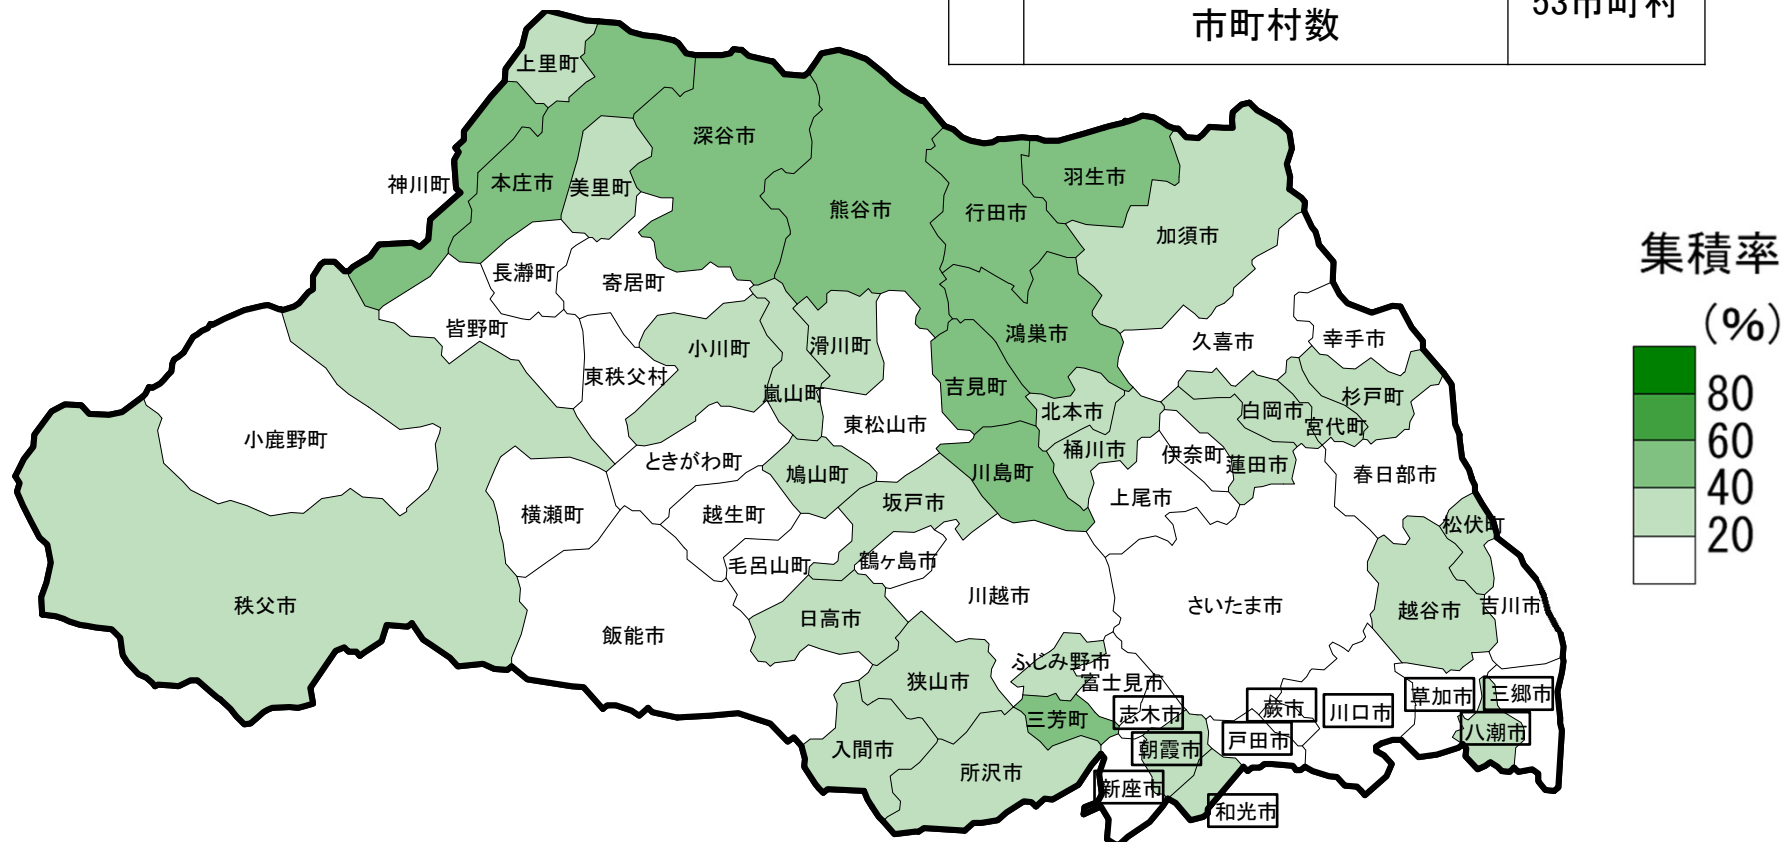 53市町村
市町村数
上里町
深谷市
神川町
本庄市
美里町
熊谷市
行田市
羽生市
加須市
長瀞町
寄居町
皆野町
小川町
滑川町
鴻巣市
久喜市
幸手市
東秩父村
嵐山町
吉見町
北本市
白岡市
杉戸町
宮代町
小鹿野町
東松山市
ときがわ町
鳩山町
川島町
桶川市
伊奈町
蓮田市
春日部市
横瀬町
越生町
坂戸市
上尾市
松伏町
毛呂山町
鶴ヶ島市
秩父市
飯能市
日高市
川越市
さいたま市
越谷市
吉川市
狭山市
ふじみ野市
富士見市
三芳町
志木市
蕨市
川口市
草加市
三郷市
入間市
所沢市
朝霞市
戸田市
八潮市
新座市
和光市
集積率
(%)
80
60
40
20